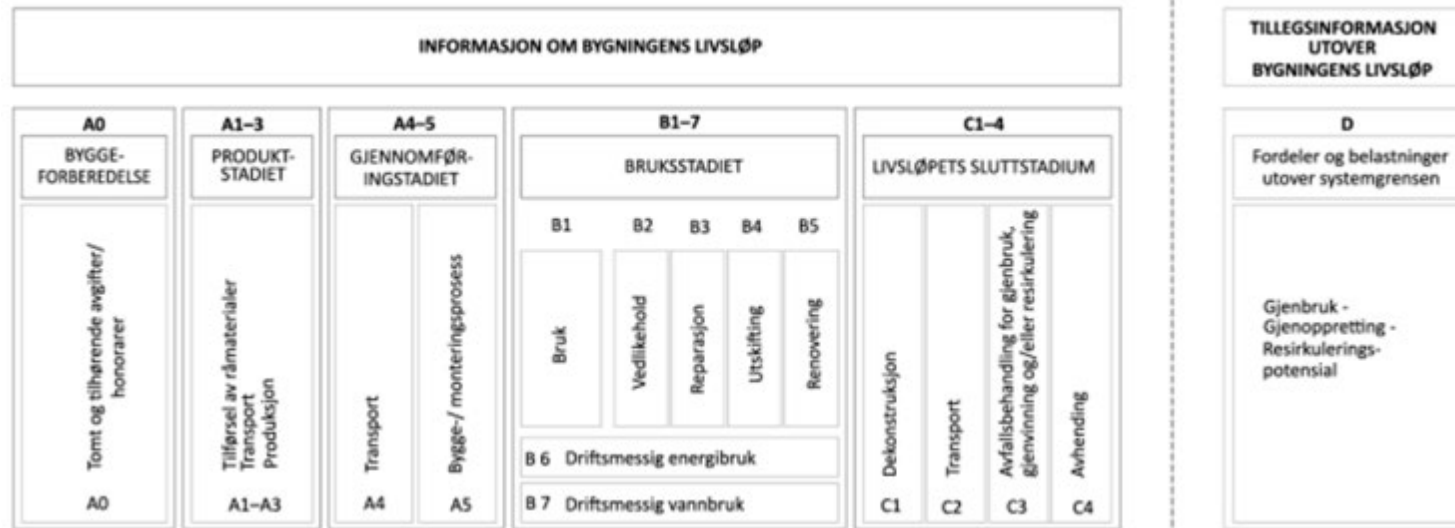 INFORMASJON OM BYGNINGENS LIVSLØP
TILLEGSINFORMASJON
UTOVER
BYGNINGENS LIVSLØP
A0
BYGGE-
FORBEREDELSE
Tomt og tilhørende avgifter/
honorarer
A0
A1–3
PRODUKT-
STADIET
Tilførsel av råmaterialer
Transport
Produksjon
A1–A3
A4–5
GJENNOMFØR-
INGSTADIET
Transport
A4
Bygge-/ monteringsprosess
A5
B1–7
BRUKSSTADIET
B1
Bruk
B2
Vedlikehold
B3
Reparasjon
B4
Utskifting
B5
Renovering
B 6 Driftsmessig energibruk
B 7 Driftsmessig vannbruk
C1–4
LIVSLØPETS SLUTTSTADIUM
Dekonstruksjon
C1
Transport
C2
Avfallsbehandling for gjenbruk,
gjenvinning og/eller resirkulering
C3
Avhending
C4
D
Fordeler og belastninger
utover systemgrensen
Gjenbruk -
Gjenoppretting -
Resirkulerings-
potensial